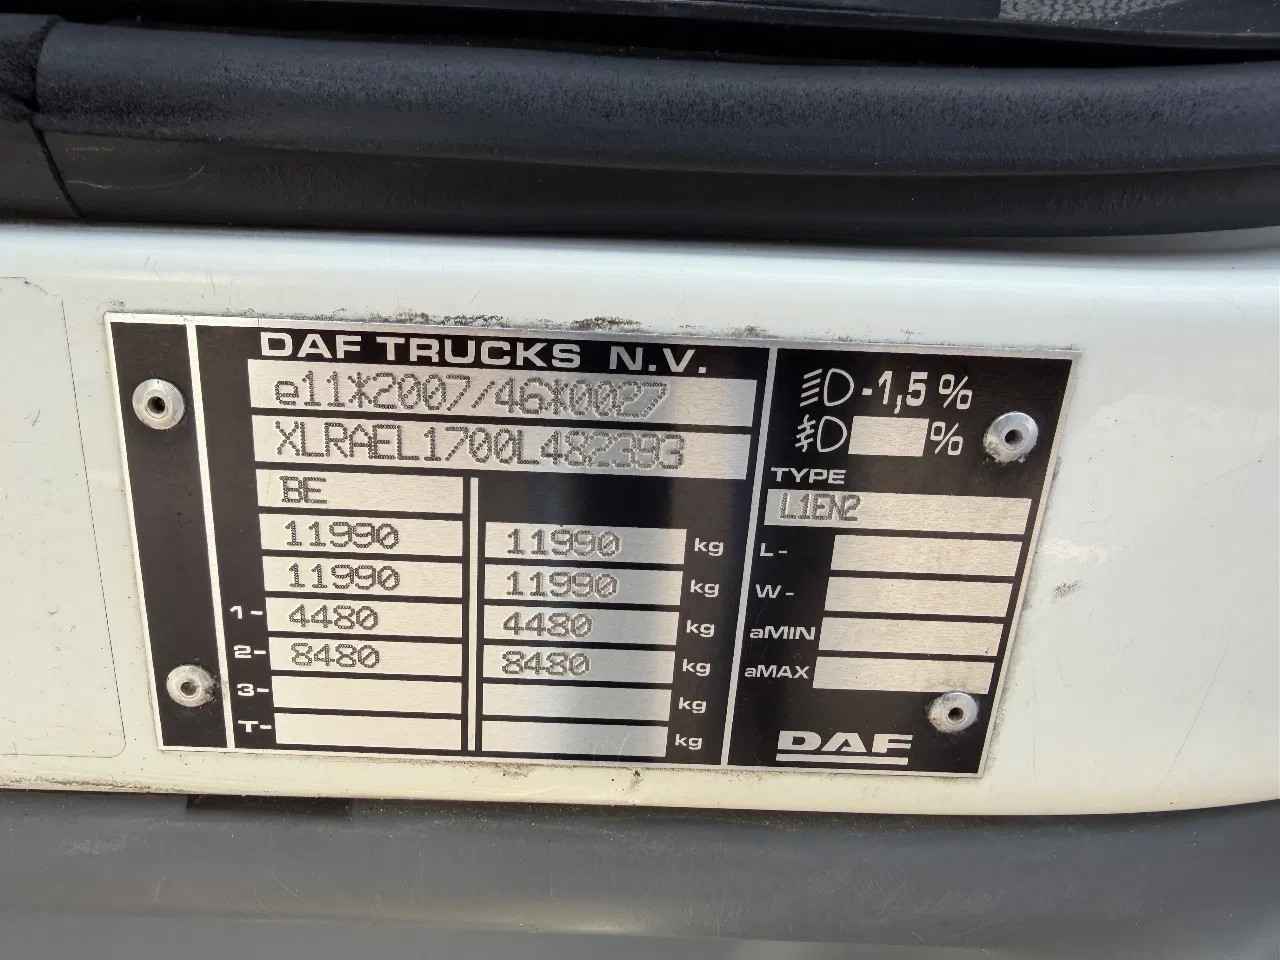 DAF TRUCKS N.V.
e11*2007/46*0027
XLRAEL1700L482393
BE
11990 11990 kg
11990 11990 kg
1- 4480 4480 kg
2- 8480 8480 kg
3- kg
T- kg
-1,5%
%
TYPE
L1EN2
L-
W-
aMIN
aMAX
DAF